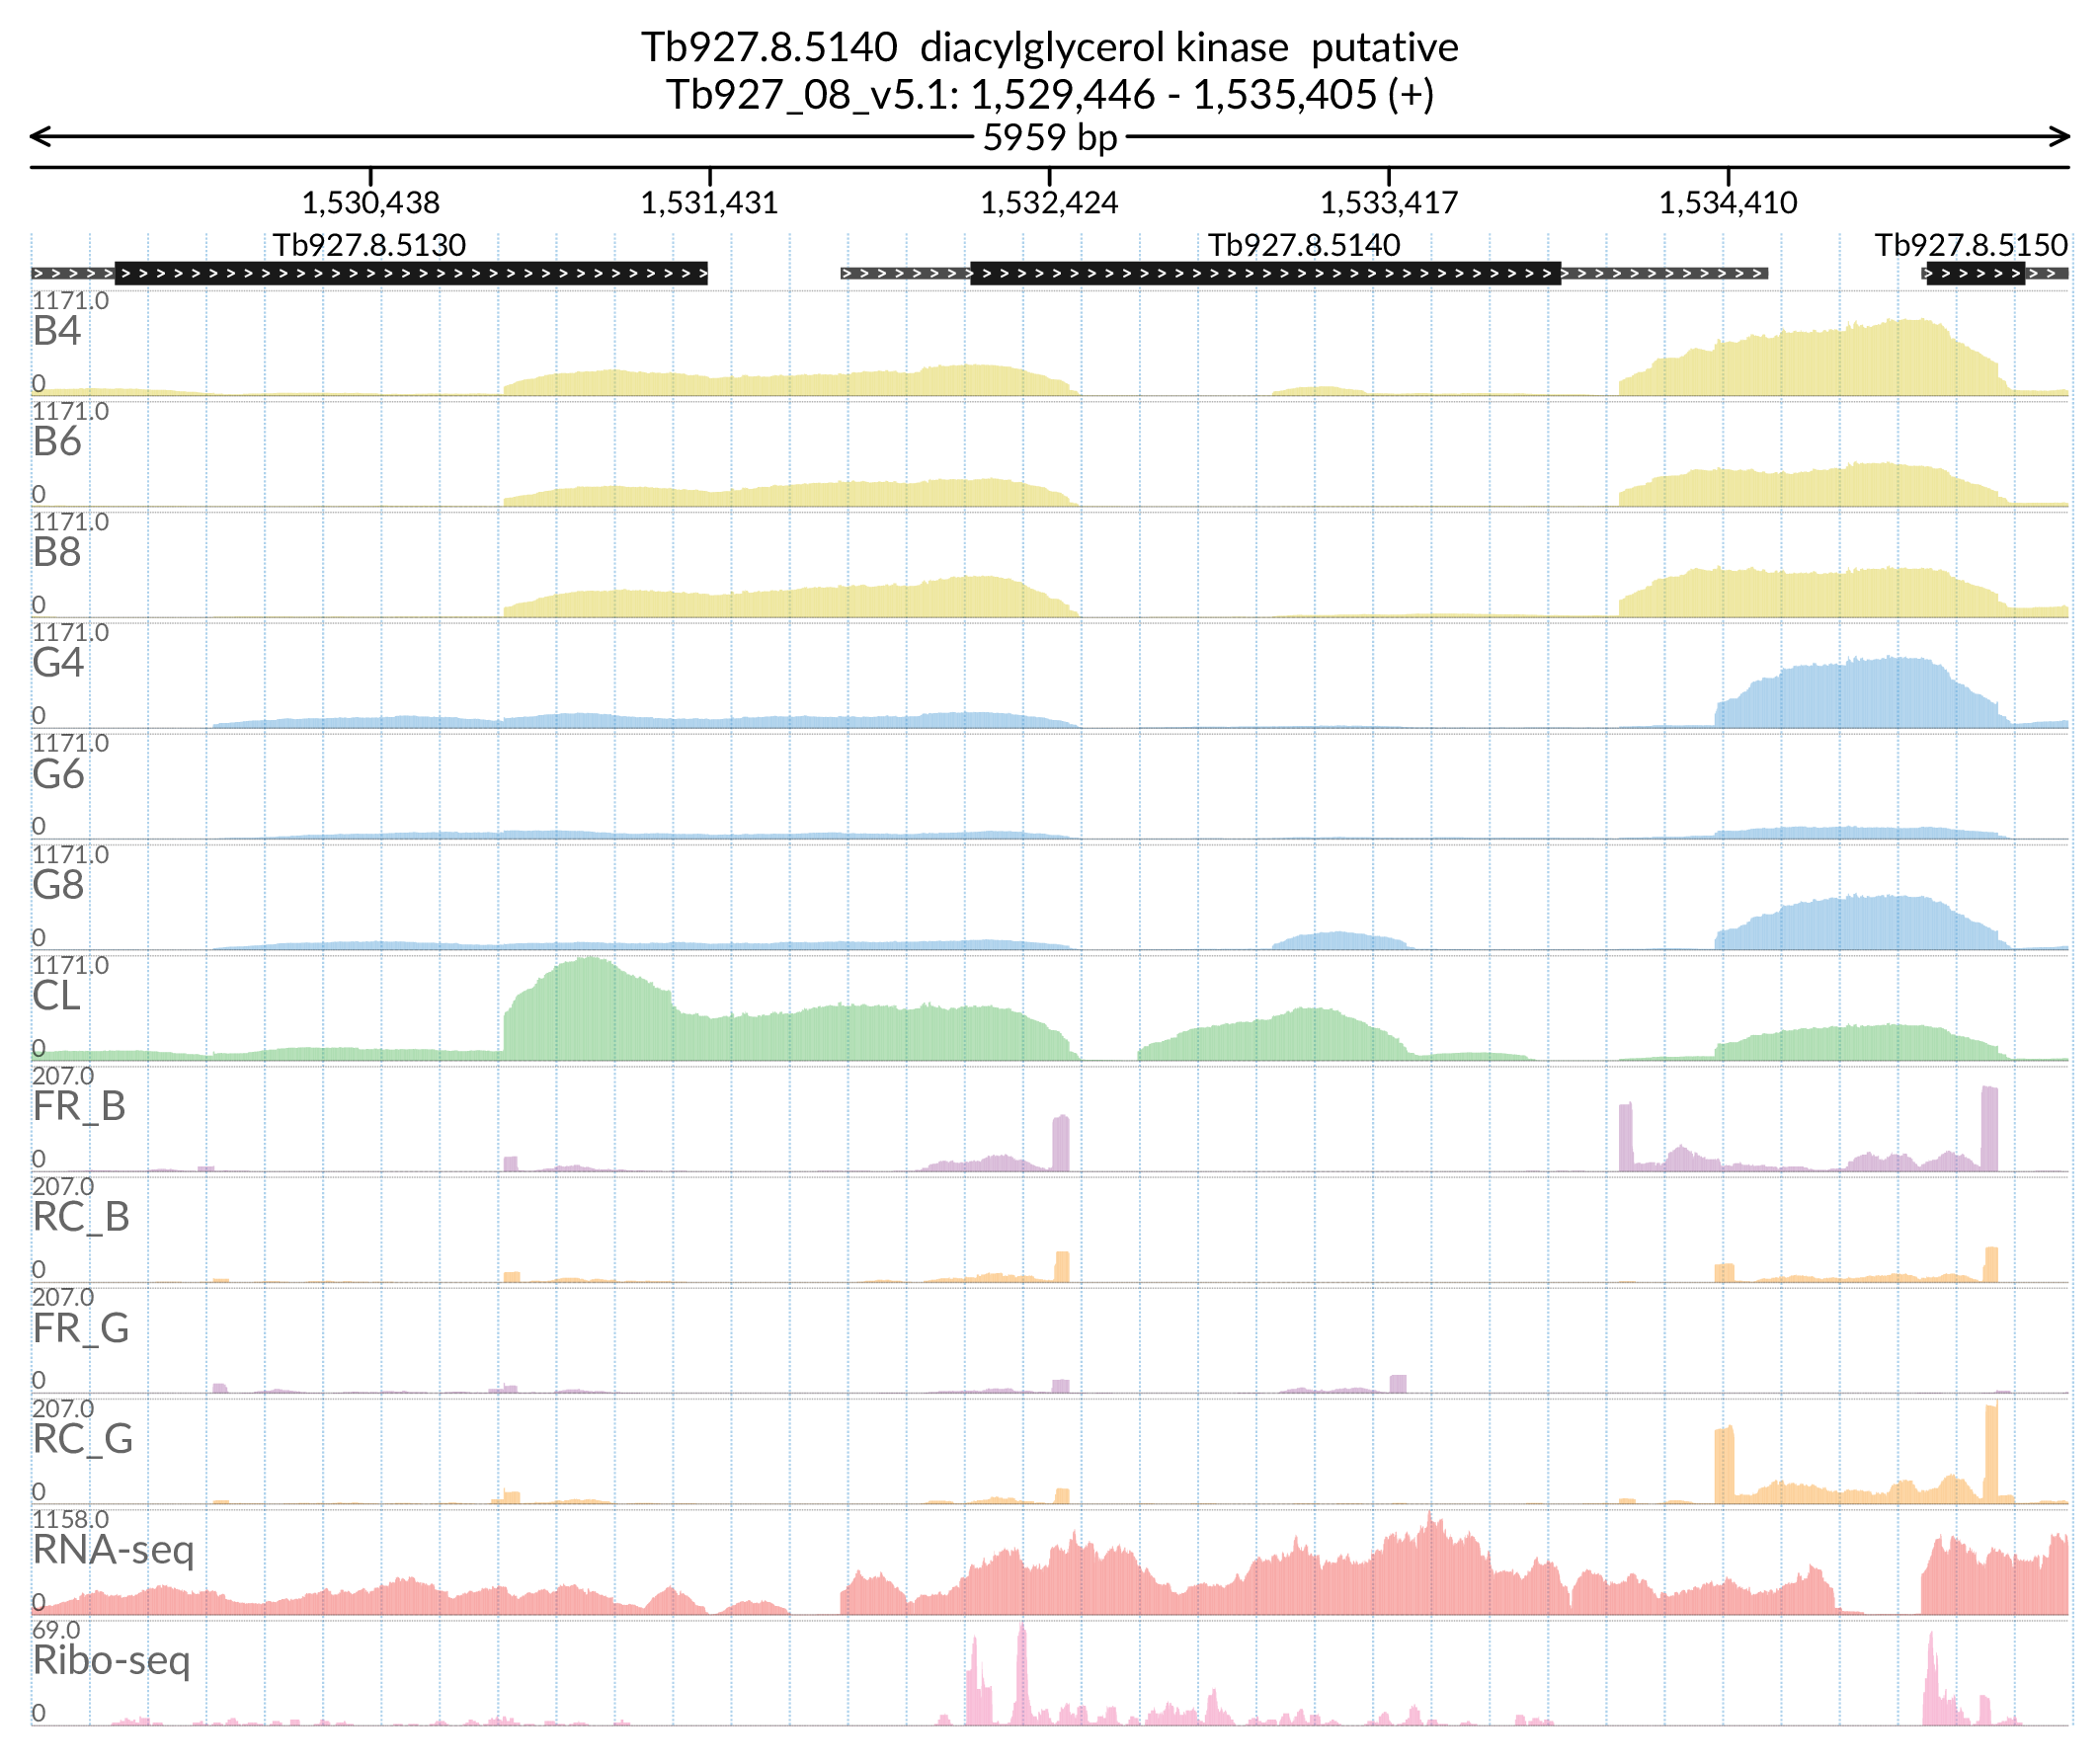 Tb927.8.5140 diacylglycerol kinase putative
Tb927_08_v5.1: 1,529,446 - 1,535,405 (+)
5959 bp
1,530,438 1,531,431 1,532,424 1,533,417 1,534,410
Tb927.8.5130 Tb927.8.5140 Tb927.8.5150
1171.0
B4
0
1171.0
B6
0
1171.0
B8
0
1171.0
G4
0
1171.0
G6
0
1171.0
G8
0
1171.0
CL
0
207.0
FR_B
0
207.0
RC_B
0
207.0
FR_G
0
207.0
RC_G
0
1158.0
RNA-seq
0
69.0
Ribo-seq
0